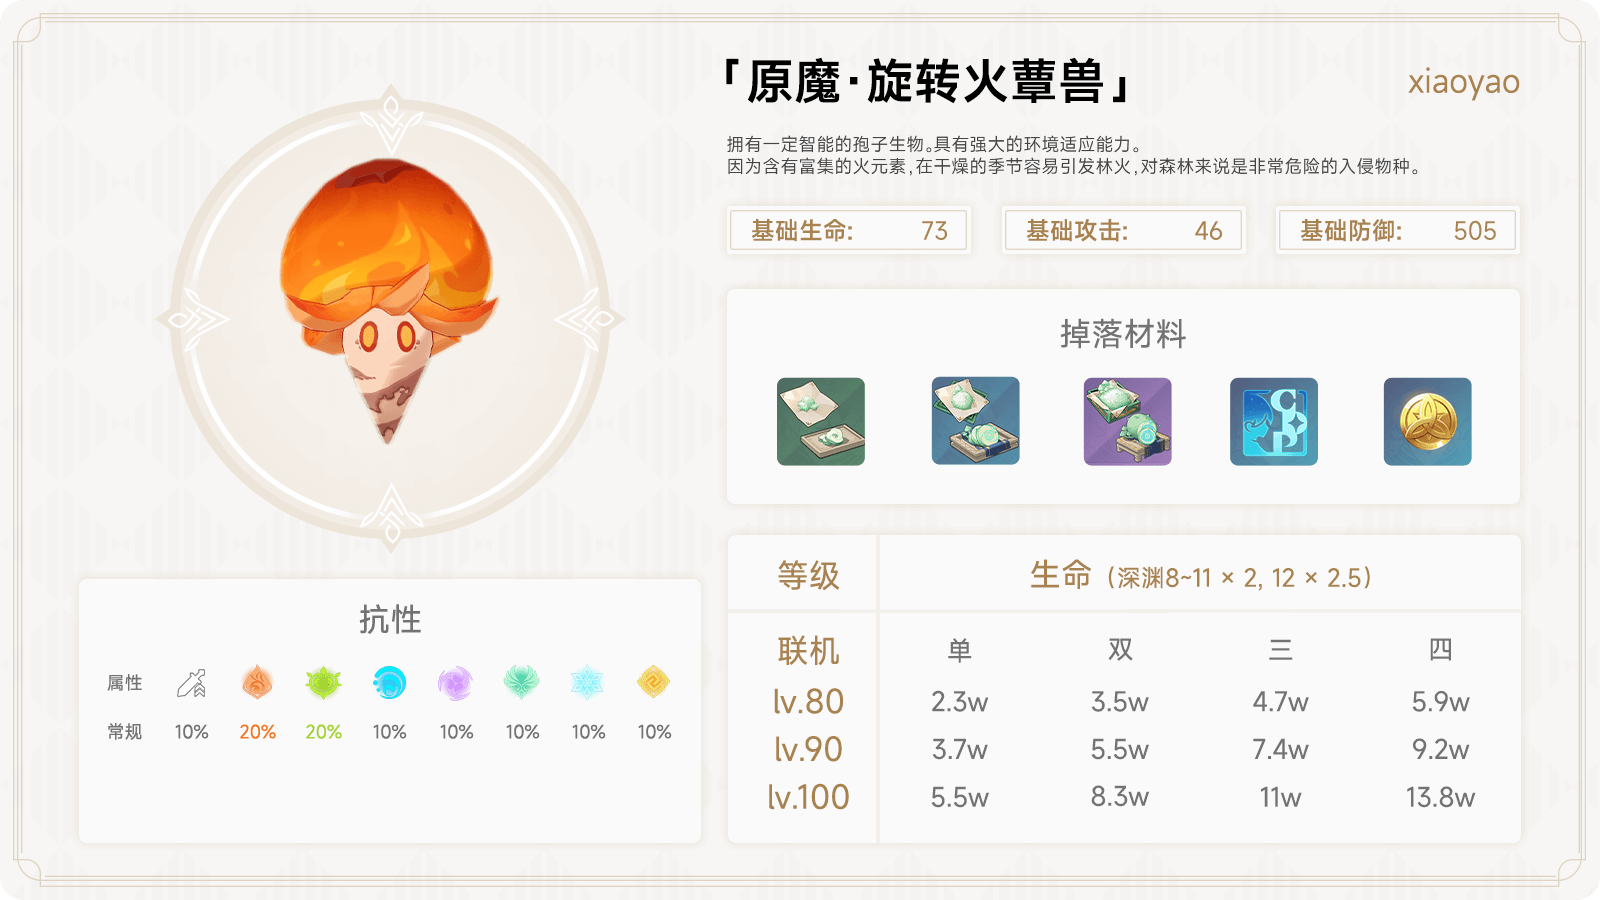 「原魔·旋转火蕈兽」
xiaoyao
拥有一定智能的孢子生物。具有强大的环境适应能力。
因为含有富集的火元素,在干燥的季节容易引发林火,对森林来说是非常危险的入侵物种。
基础生命: 73
基础攻击: 46
基础防御: 505
掉落材料
抗性
属性
常规 10% 20% 20% 10% 10% 10% 10% 10%
等级 生命 (深渊8~11 × 2, 12 × 2.5)
联机 单 双 三 四
lv.80 2.3w 3.5w 4.7w 5.9w
lv.90 3.7w 5.5w 7.4w 9.2w
lv.100 5.5w 8.3w 11w 13.8w